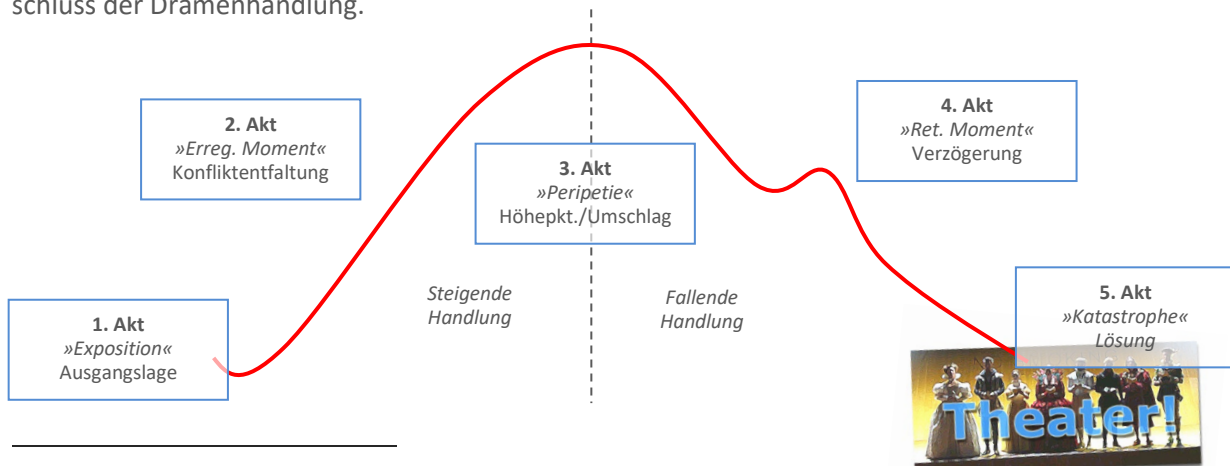 schluss der Dramenhandlung.
1. Akt
»Exposition«
Ausgangslage
2. Akt
»Erreg. Moment«
Konfliktentfaltung
3. Akt
»Peripetie«
Höhepkt./Umschlag
4. Akt
»Ret. Moment«
Verzögerung
5. Akt
»Katastrophe«
Lösung
Steigende
Handlung
Fallende
Handlung
Theater!